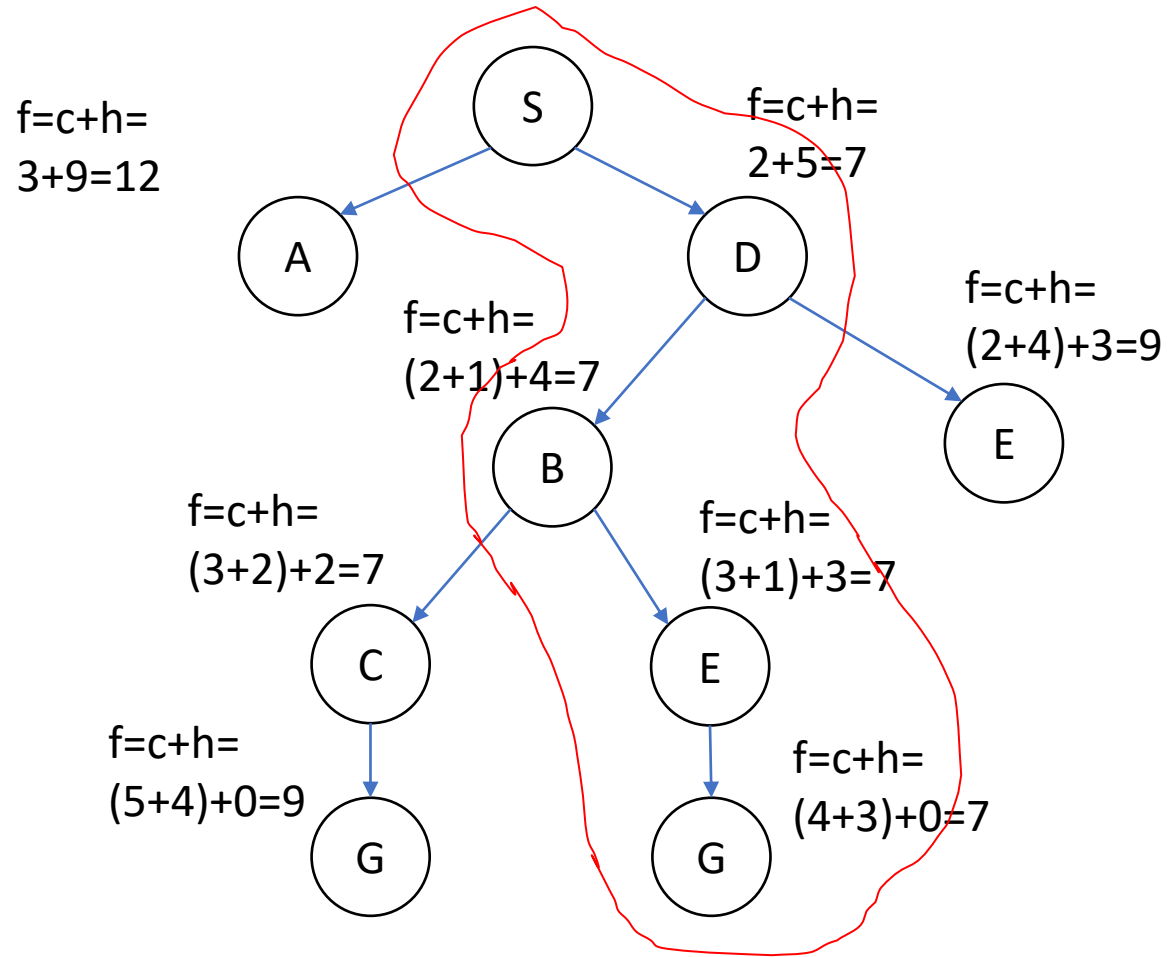 S
f=c+h=
3+9=12
f=c+h=
2+5=7
A
D
f=c+h=
(2+1)+4=7
f=c+h=
(2+4)+3=9
B
E
f=c+h=
(3+2)+2=7
f=c+h=
(3+1)+3=7
C
E
f=c+h=
(5+4)+0=9
f=c+h=
(4+3)+0=7
G
G